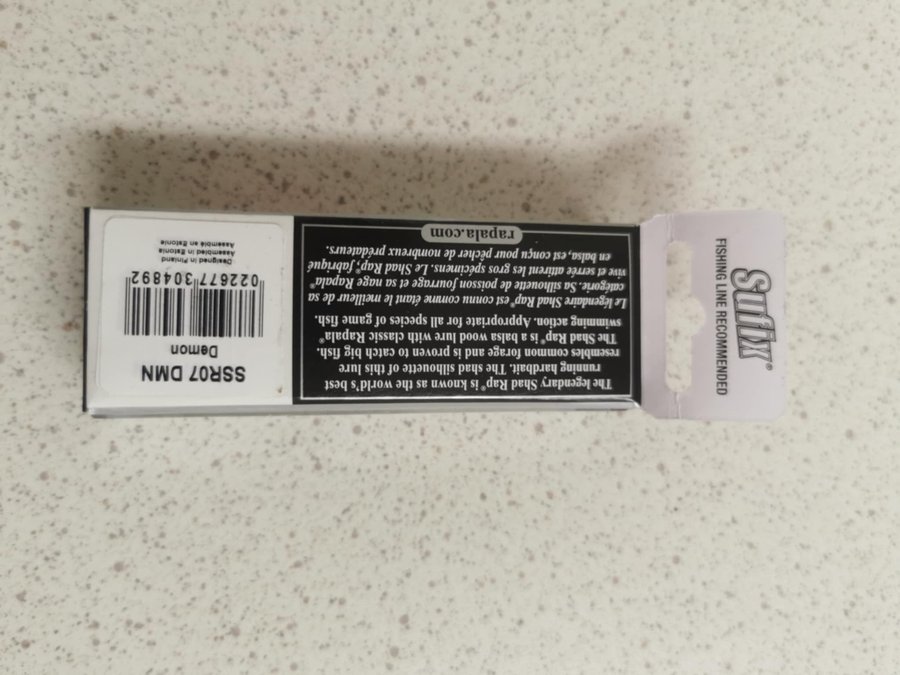 Sufix®
FISHING LINE RECOMMENDED
The legendary Shad Rap® is known as the world's best
running hardbait. The shad silhouette of this lure
resembles common forage and is proven to catch big fish.
The Shad Rap® is a balsa wood lure with classic Rapala®
swimming action. Appropriate for all species of game fish.
Le légendaire Shad Rap® est connu comme étant le meilleur de sa
catégorie. Sa silhouette de poisson fourrage et sa nage Rapala®
vive et serrée attirent les gros spécimens. Le Shad Rap®, fabriqué
en balsa, est conçu pour pêcher de nombreux prédateurs.
rapala.com
SSR07 DMN
Demon
022677 304892
Designed in Finland
Assembled in Estonia
Assemblé en Estonie